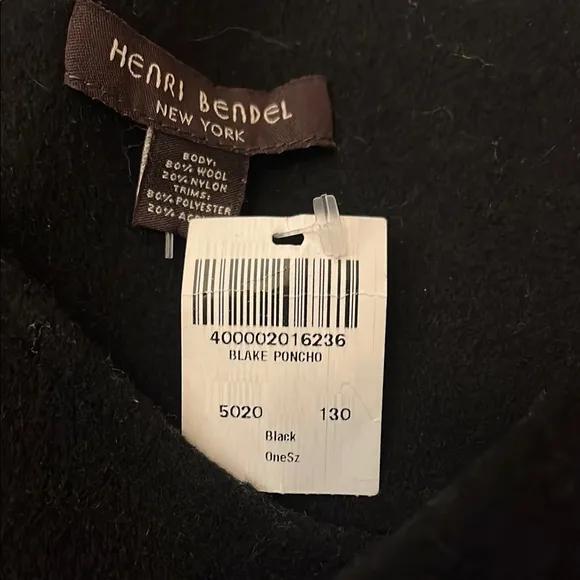 HENRI BENDEL
NEW YORK
BODY:
80% WOOL
20% NYLON
TRIMS:
80% POLYESTER
20%
400002016236
BLAKE PONCHO
5020 130
Black
OneSz